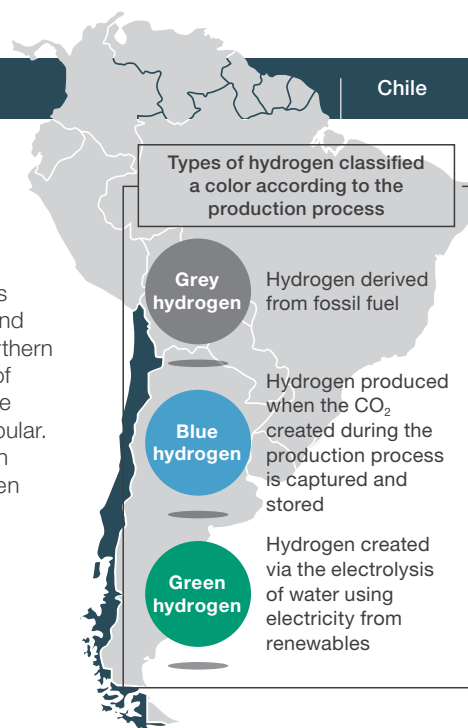 Chile
Types of hydrogen classified
a color according to the
production process
nd
of
Grey
hydrogen
Hydrogen derived
from fossil fuel
Blue
hydrogen
Hydrogen produced
when the CO₂
created during the
production process
is captured and
stored
Green
hydrogen
Hydrogen created
via the electrolysis
of water using
electricity from
renewables